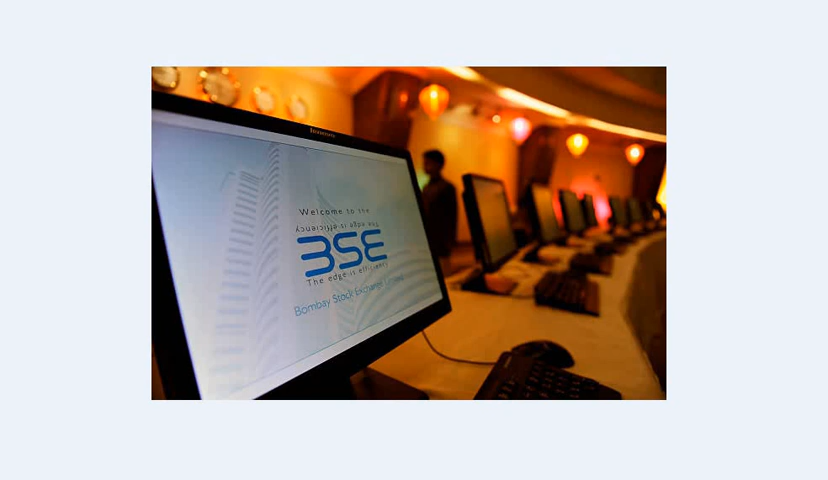 lenovo
Welcome to the
The edge is efficiency
BSE
The edge is efficiency
Bombay Stock Exchange Limited